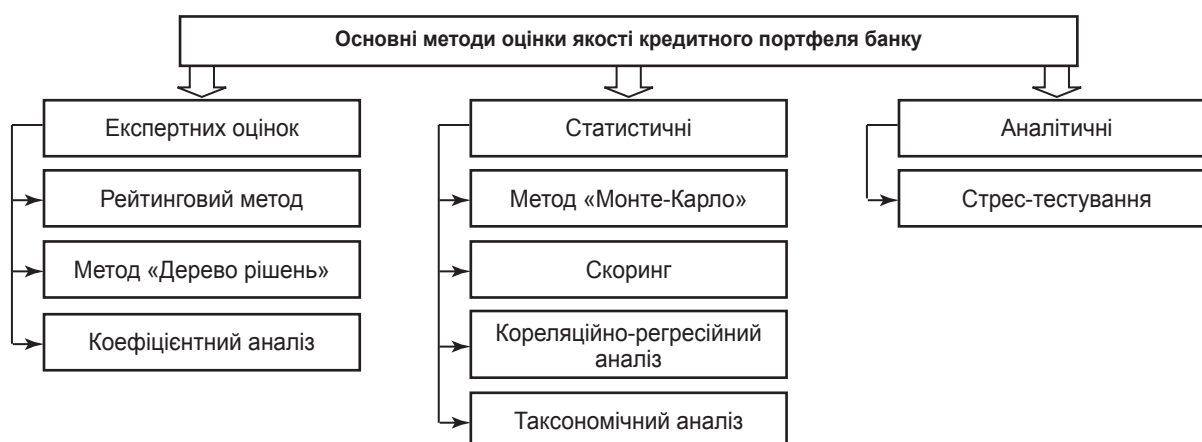 Основні методи оцінки якості кредитного портфеля банку
Експертних оцінок
Рейтинговий метод
Метод «Дерево рішень»
Коефіцієнтний аналіз
Статистичні
Метод «Монте-Карло»
Скоринг
Кореляційно-регресійний
аналіз
Таксономічний аналіз
Аналітичні
Стрес-тестування